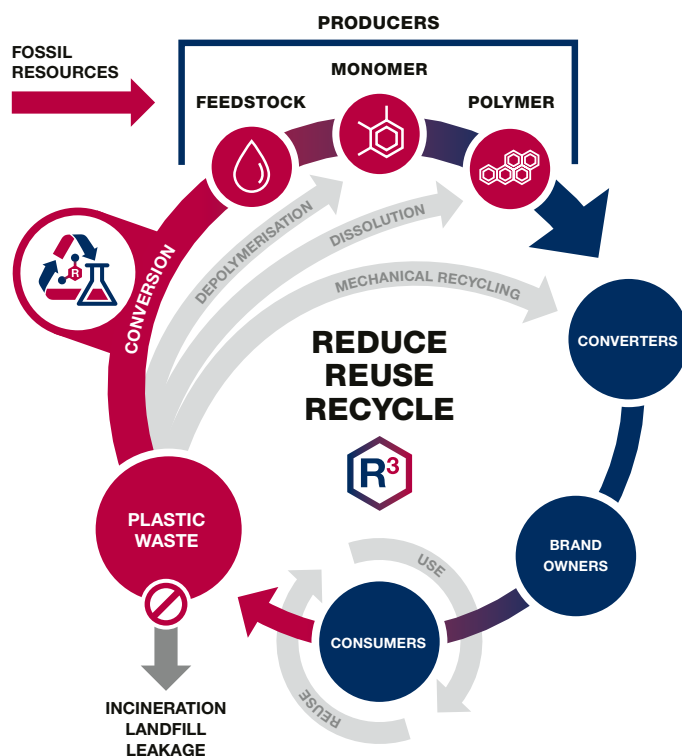 PRODUCERS
FOSSIL
RESOURCES
MONOMER
FEEDSTOCK
POLYMER
DEPOLYMERISATION
DISSOLUTION
MECHANICAL RECYCLING
CONVERSION
R
REDUCE
REUSE
RECYCLE
R³
CONVERTERS
PLASTIC
WASTE
BRAND
OWNERS
USE
CONSUMERS
REUSE
INCINERATION
LANDFILL
LEAKAGE